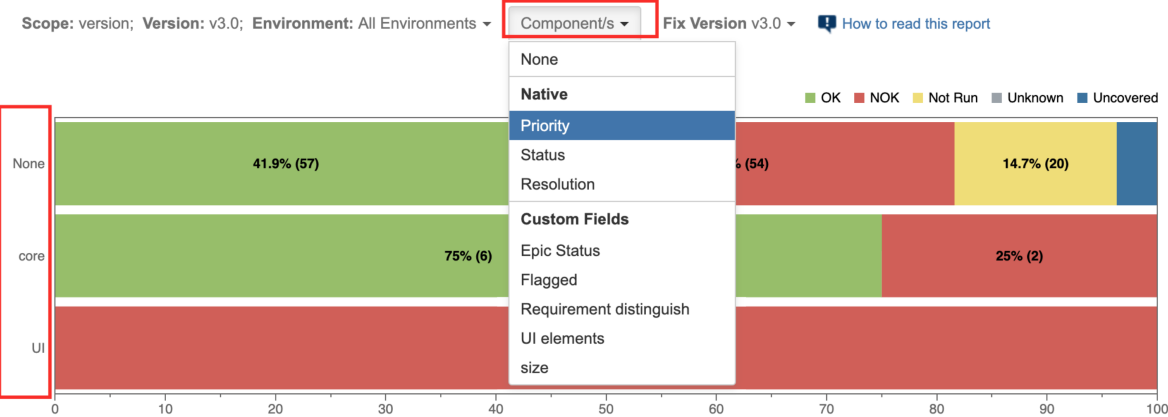 Scope: version; Version: v3.0; Environment: All Environments Component/s Fix Version v3.0 How to read this report
None
Native
Priority
Status
Resolution
Custom Fields
Epic Status
Flagged
Requirement distinguish
UI elements
size
OK NOK Not Run Unknown Uncovered
None 41.9% (57) (54) 14.7% (20)
core 75% (6) 25% (2)
UI
0 10 20 30 40 50 60 70 80 90 100